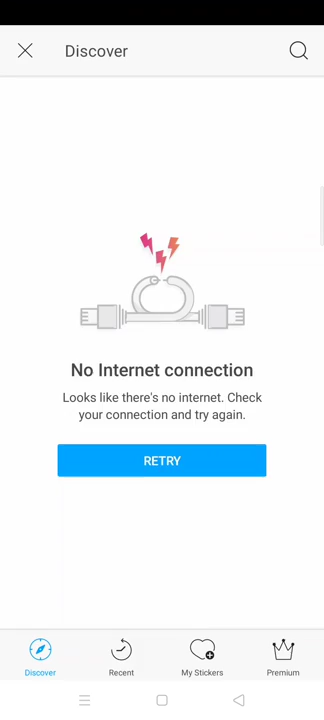 Discover
No Internet connection
Looks like there's no internet. Check
your connection and try again.
RETRY
Discover
Recent
My Stickers
Premium